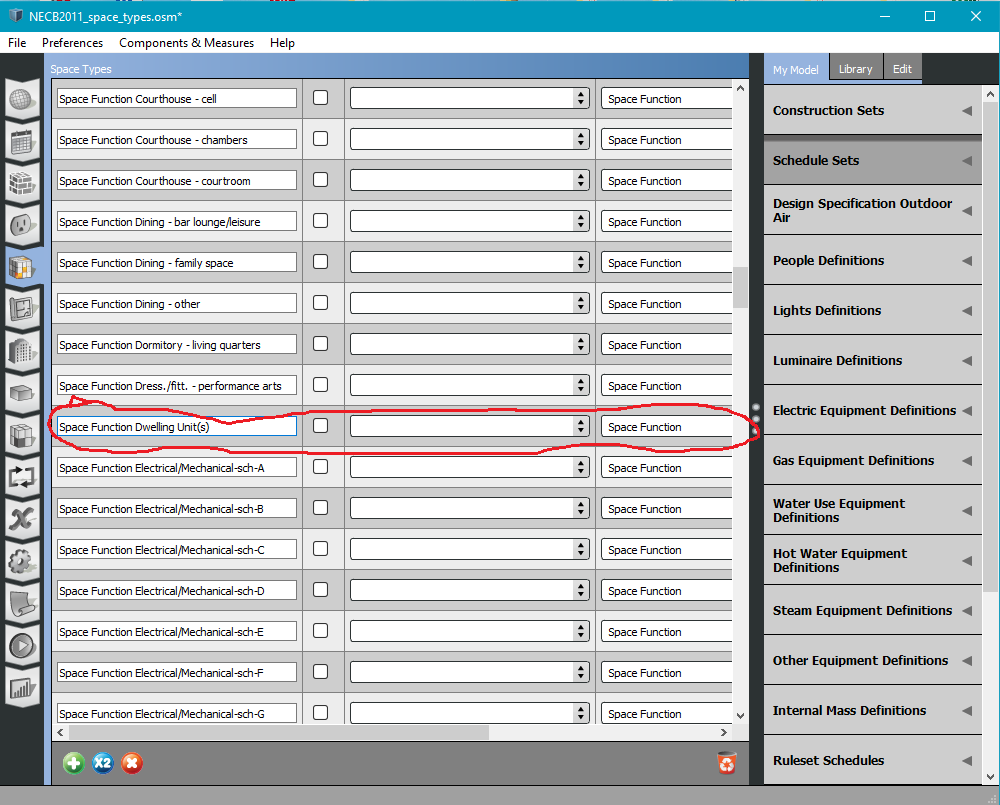 NECB2011_space_types.osm*
File Preferences Components & Measures Help
Space Types
My Model Library Edit
Space Function Courthouse - cell Space Function
Space Function Courthouse - chambers Space Function
Space Function Courthouse - courtroom Space Function
Space Function Dining - bar lounge/leisure Space Function
Space Function Dining - family space Space Function
Space Function Dining - other Space Function
Space Function Dormitory - living quarters Space Function
Space Function Dress./fitt. - performance arts Space Function
Space Function Dwelling Unit(s) Space Function
Space Function Electrical/Mechanical-sch-A Space Function
Space Function Electrical/Mechanical-sch-B Space Function
Space Function Electrical/Mechanical-sch-C Space Function
Space Function Electrical/Mechanical-sch-D Space Function
Space Function Electrical/Mechanical-sch-E Space Function
Space Function Electrical/Mechanical-sch-F Space Function
Space Function Electrical/Mechanical-sch-G Space Function
X2
Construction Sets
Schedule Sets
Design Specification Outdoor
Air
People Definitions
Lights Definitions
Luminaire Definitions
Electric Equipment Definitions
Gas Equipment Definitions
Water Use Equipment
Definitions
Hot Water Equipment
Definitions
Steam Equipment Definitions
Other Equipment Definitions
Internal Mass Definitions
Ruleset Schedules